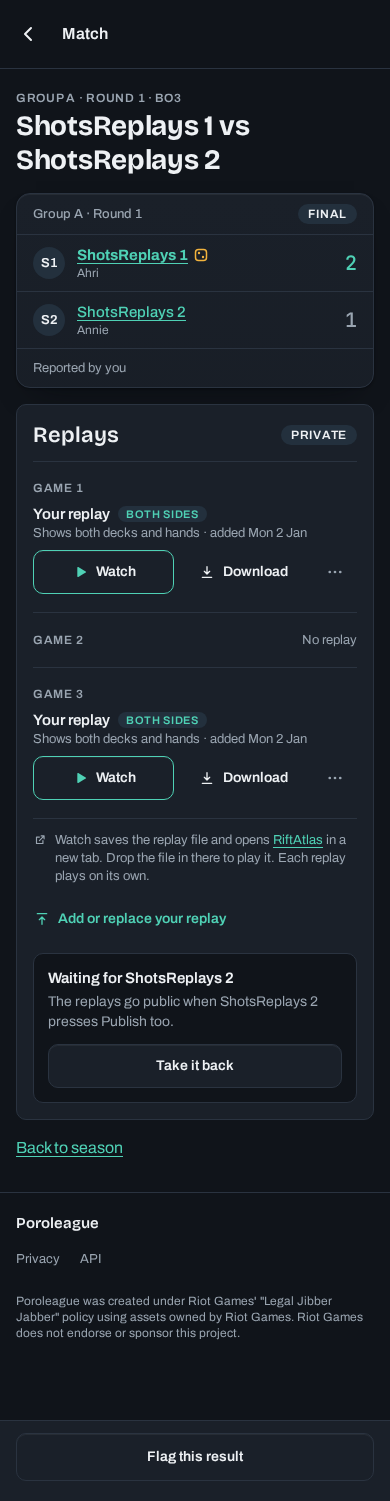 Match
GROUP A · ROUND 1 · BO3
ShotsReplays 1 vs
ShotsReplays 2
Group A · Round 1
FINAL
S1
ShotsReplays 1
Ahri
2
S2
ShotsReplays 2
Annie
1
Reported by you
Replays
PRIVATE
GAME 1
Your replay BOTH SIDES
Shows both decks and hands · added Mon 2 Jan
Watch
Download
GAME 2
No replay
GAME 3
Your replay BOTH SIDES
Shows both decks and hands · added Mon 2 Jan
Watch
Download
Watch saves the replay file and opens RiftAtlas in a
new tab. Drop the file in there to play it. Each replay
plays on its own.
Add or replace your replay
Waiting for ShotsReplays 2
The replays go public when ShotsReplays 2
presses Publish too.
Take it back
Back to season
Poroleague
Privacy
API
Poroleague was created under Riot Games' "Legal Jibber
Jabber" policy using assets owned by Riot Games. Riot Games
does not endorse or sponsor this project.
Flag this result